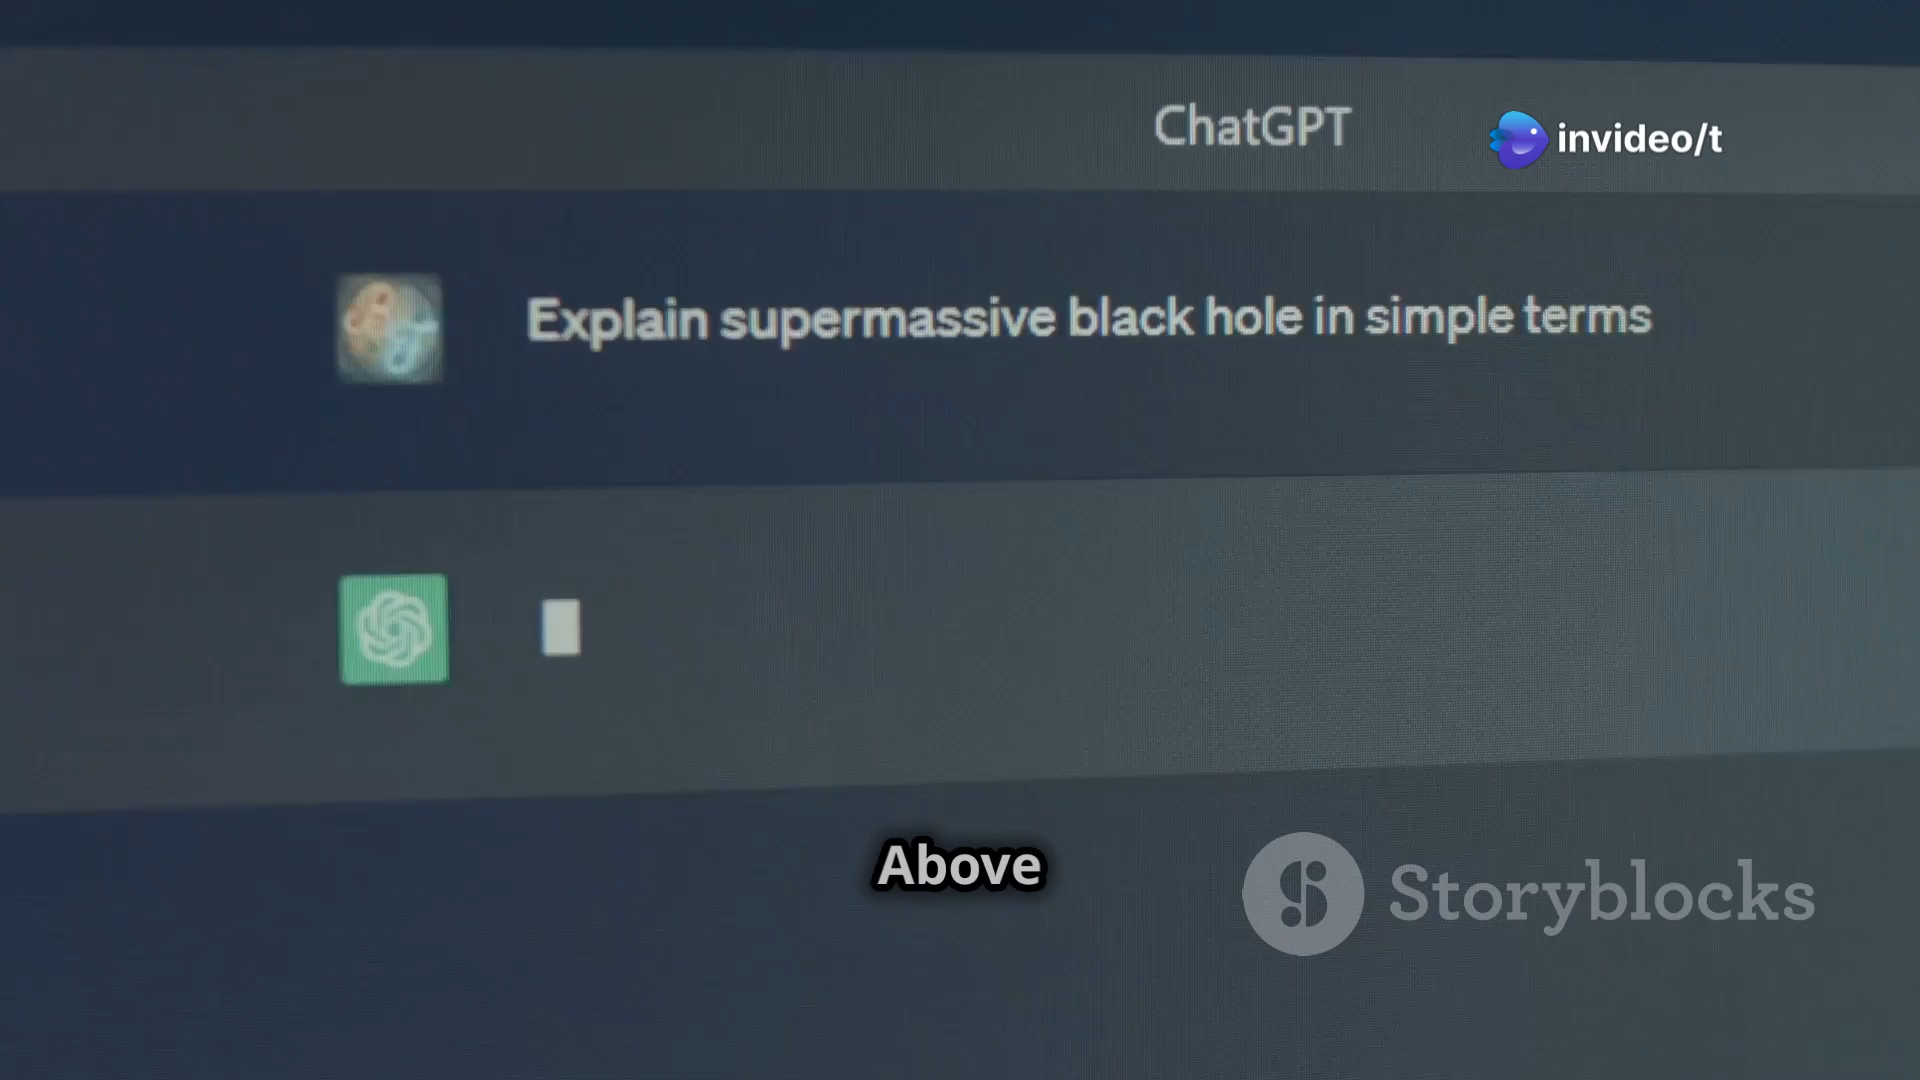 ChatGPT
invideo/t
Explain supermassive black hole in simple terms
Above
Storyblocks